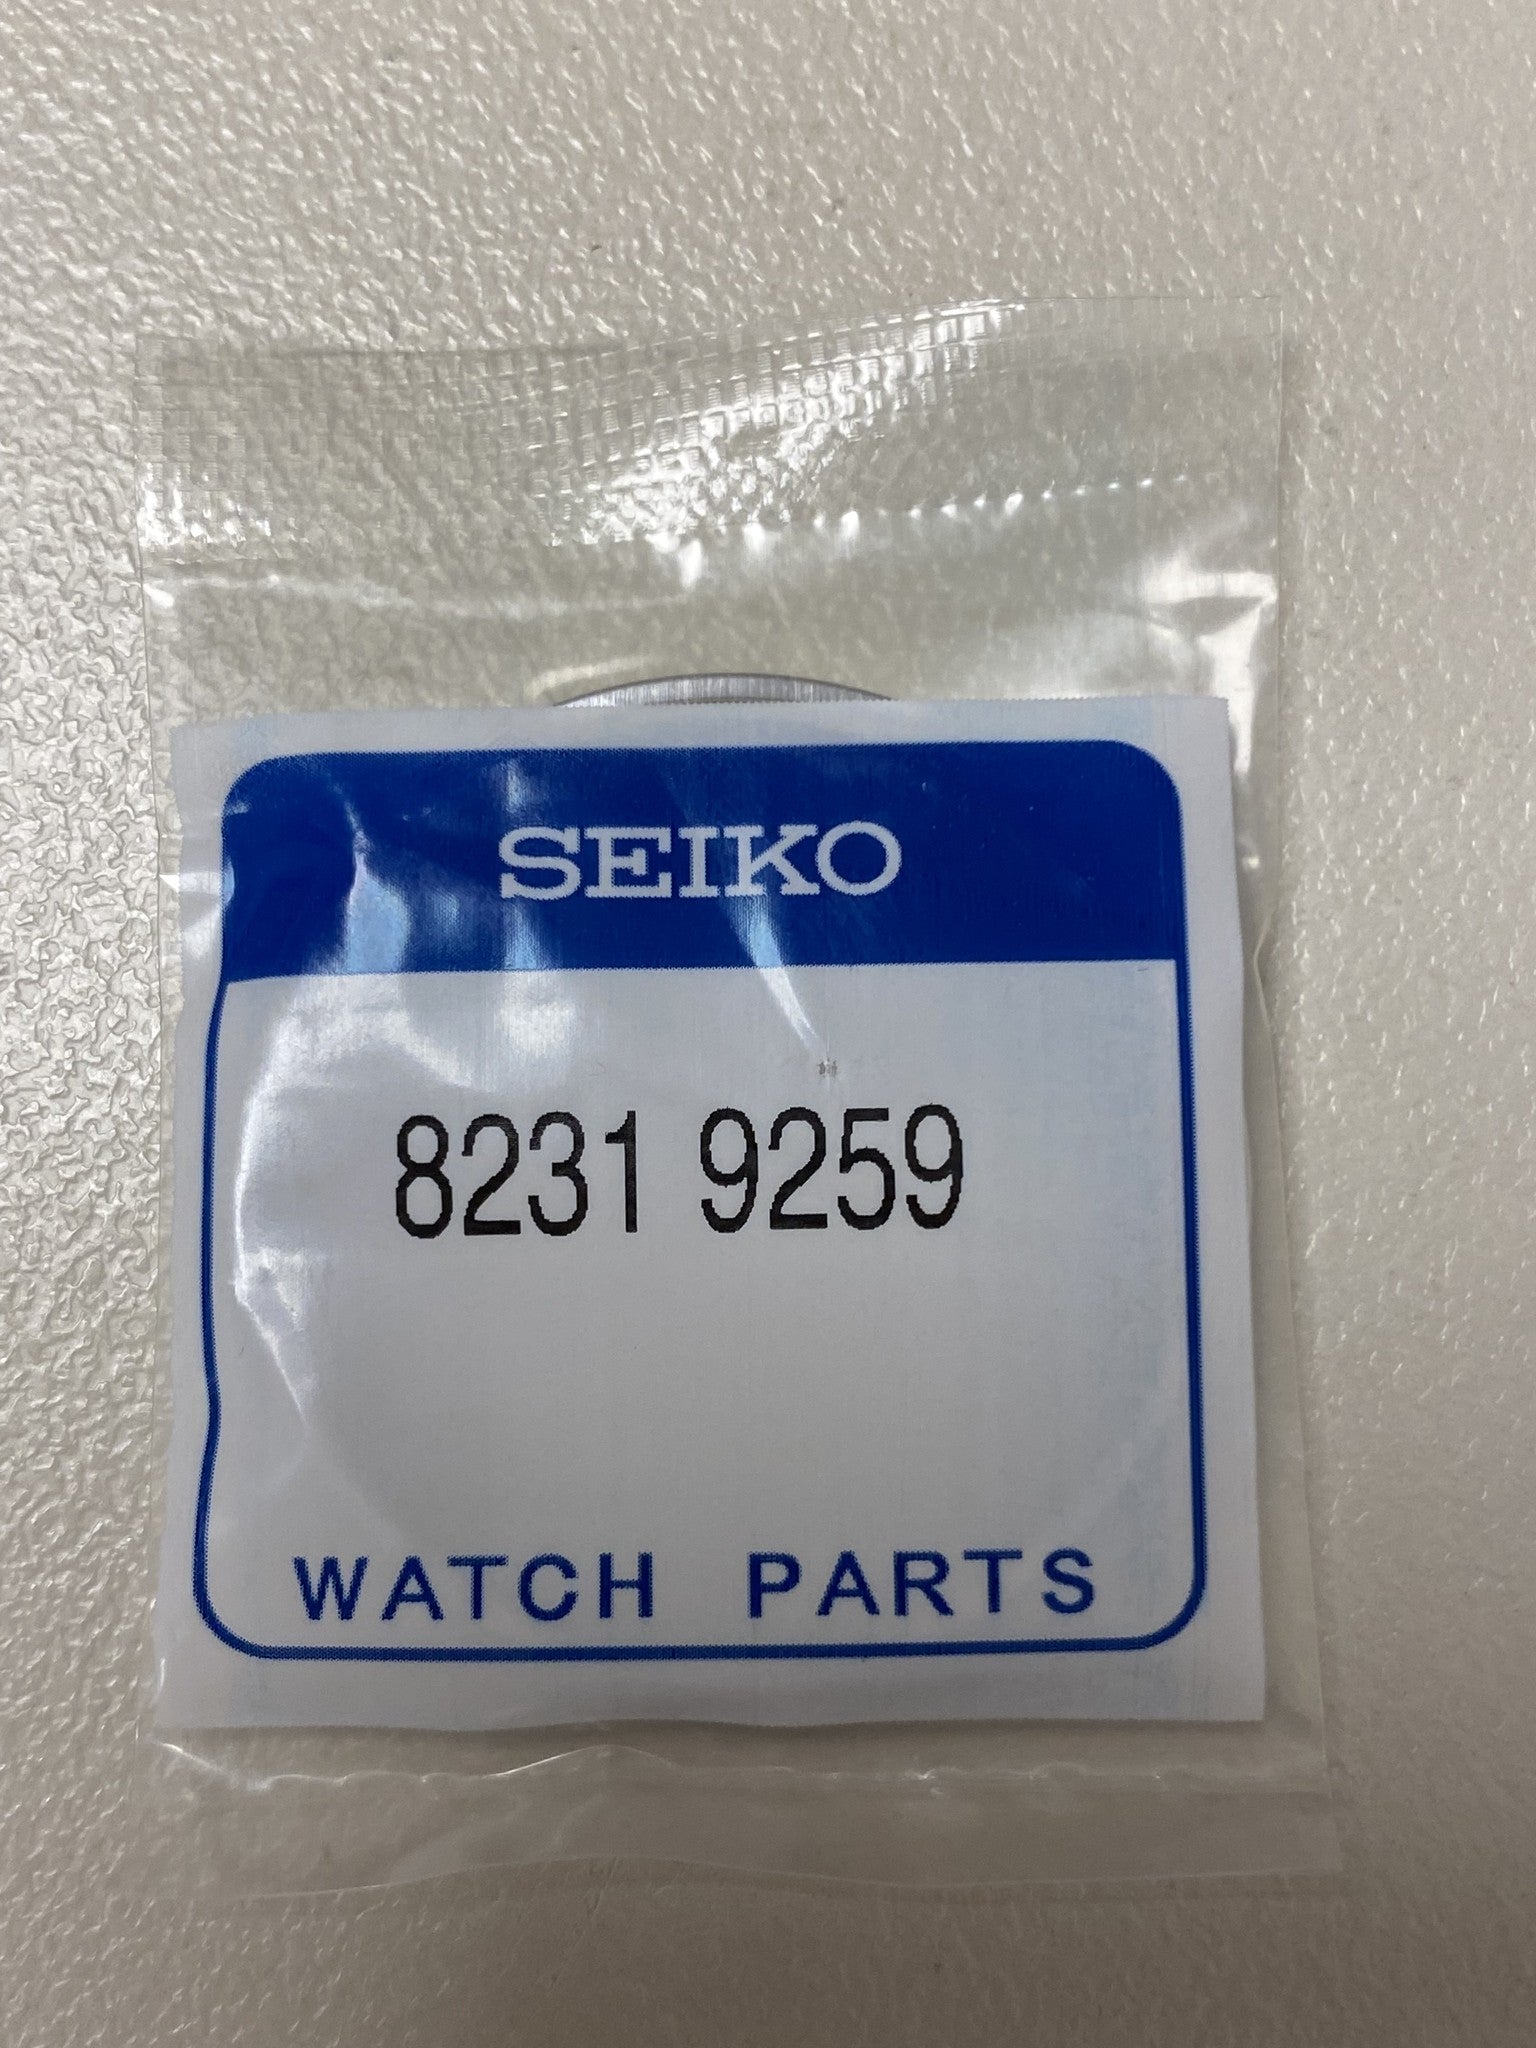 SEIKO
8231 9259
WATCH PARTS